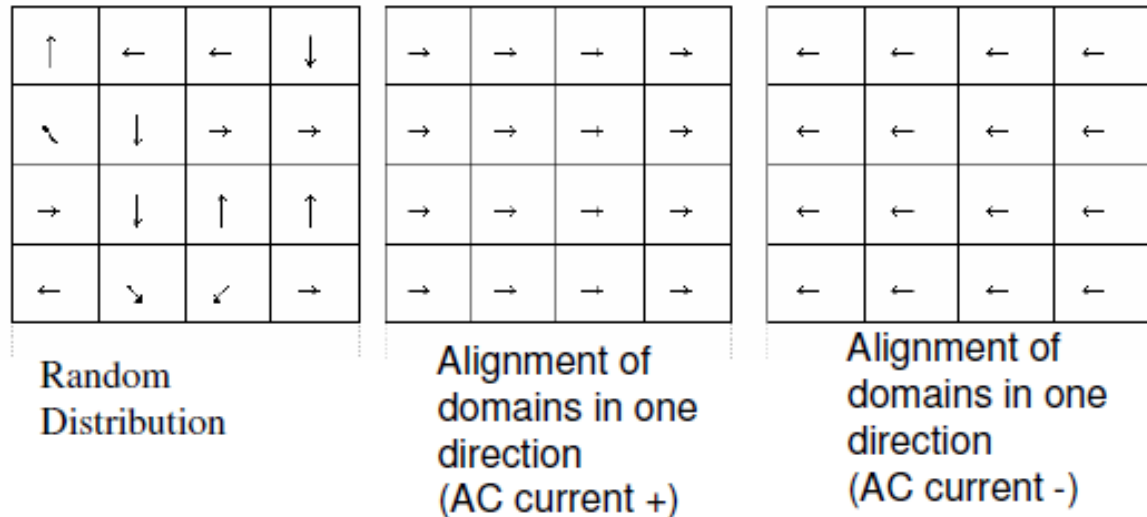 Random
Distribution
Alignment of
domains in one
direction
(AC current +)
Alignment of
domains in one
direction
(AC current -)